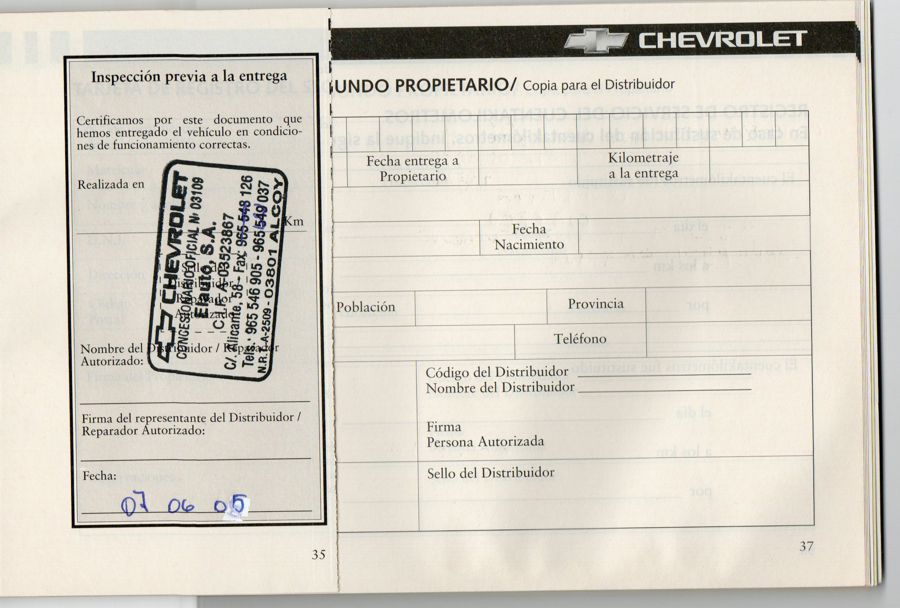 Inspección previa a la entrega
Certificamos por este documento que
hemos entregado el vehículo en condicio-
nes de funcionamiento correctas.
Realizada en
Km
CHEVROLET
CONCESIONARIO OFICIAL Nº 03109
Elauto, S.A.
C.I.F. A-03523867
C/. Alicante, 58 - Fax: 965 548 126
Tels.: 965 546 905 - 965 549 037
N.R.I. A-2509 - 03801 ALCOY
Nombre del Distribuidor / Reparador
Autorizado:
Firma del representante del Distribuidor /
Reparador Autorizado:
Fecha:
07 06 05
35
CHEVROLET
UNDO PROPIETARIO/ Copia para el Distribuidor
Fecha entrega a
Propietario
Kilometraje
a la entrega
Fecha
Nacimiento
Población
Provincia
Teléfono
Código del Distribuidor
Nombre del Distribuidor
Firma
Persona Autorizada
Sello del Distribuidor
37